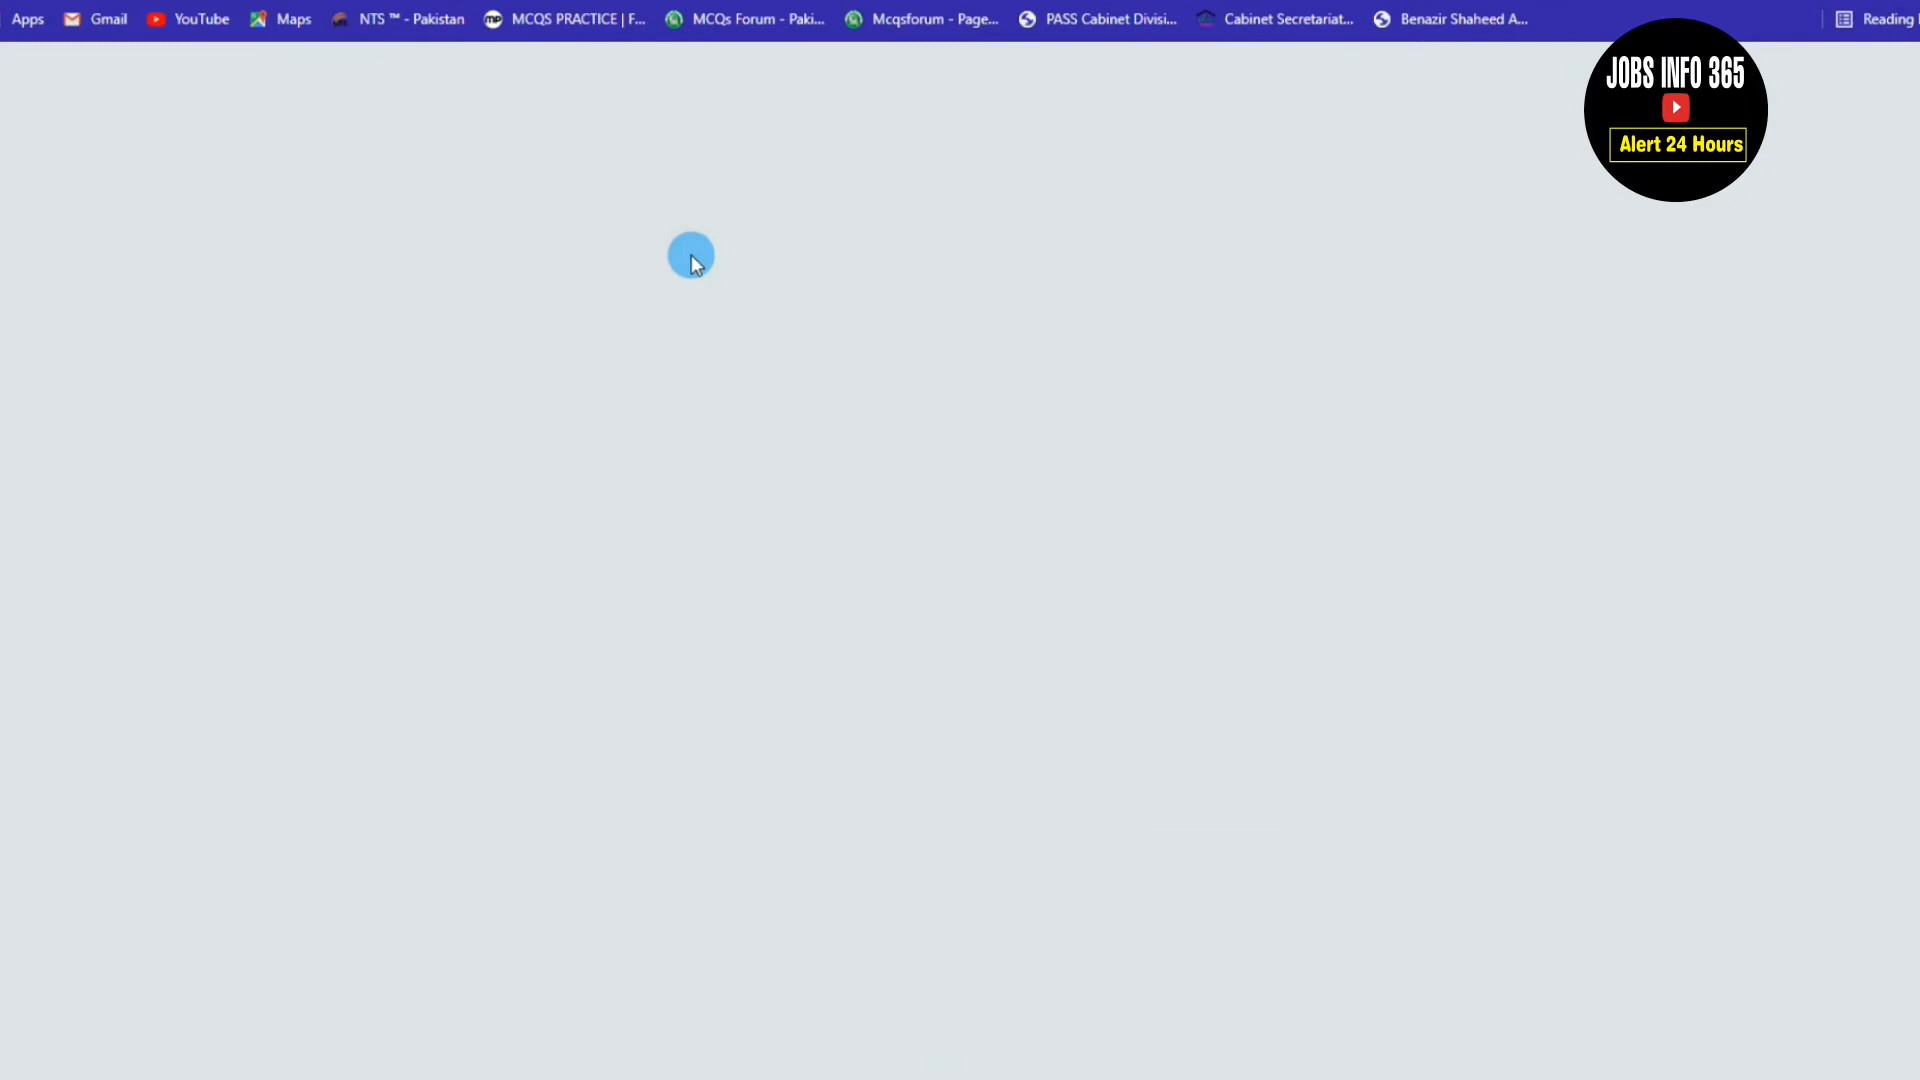 Apps Gmail YouTube Maps NTS ™ - Pakistan MCQS PRACTICE | F... MCQs Forum - Paki... Mcqsforum - Page... PASS Cabinet Divisi... Cabinet Secretariat... Benazir Shaheed A... Reading
JOBS INFO 365
Alert 24 Hours